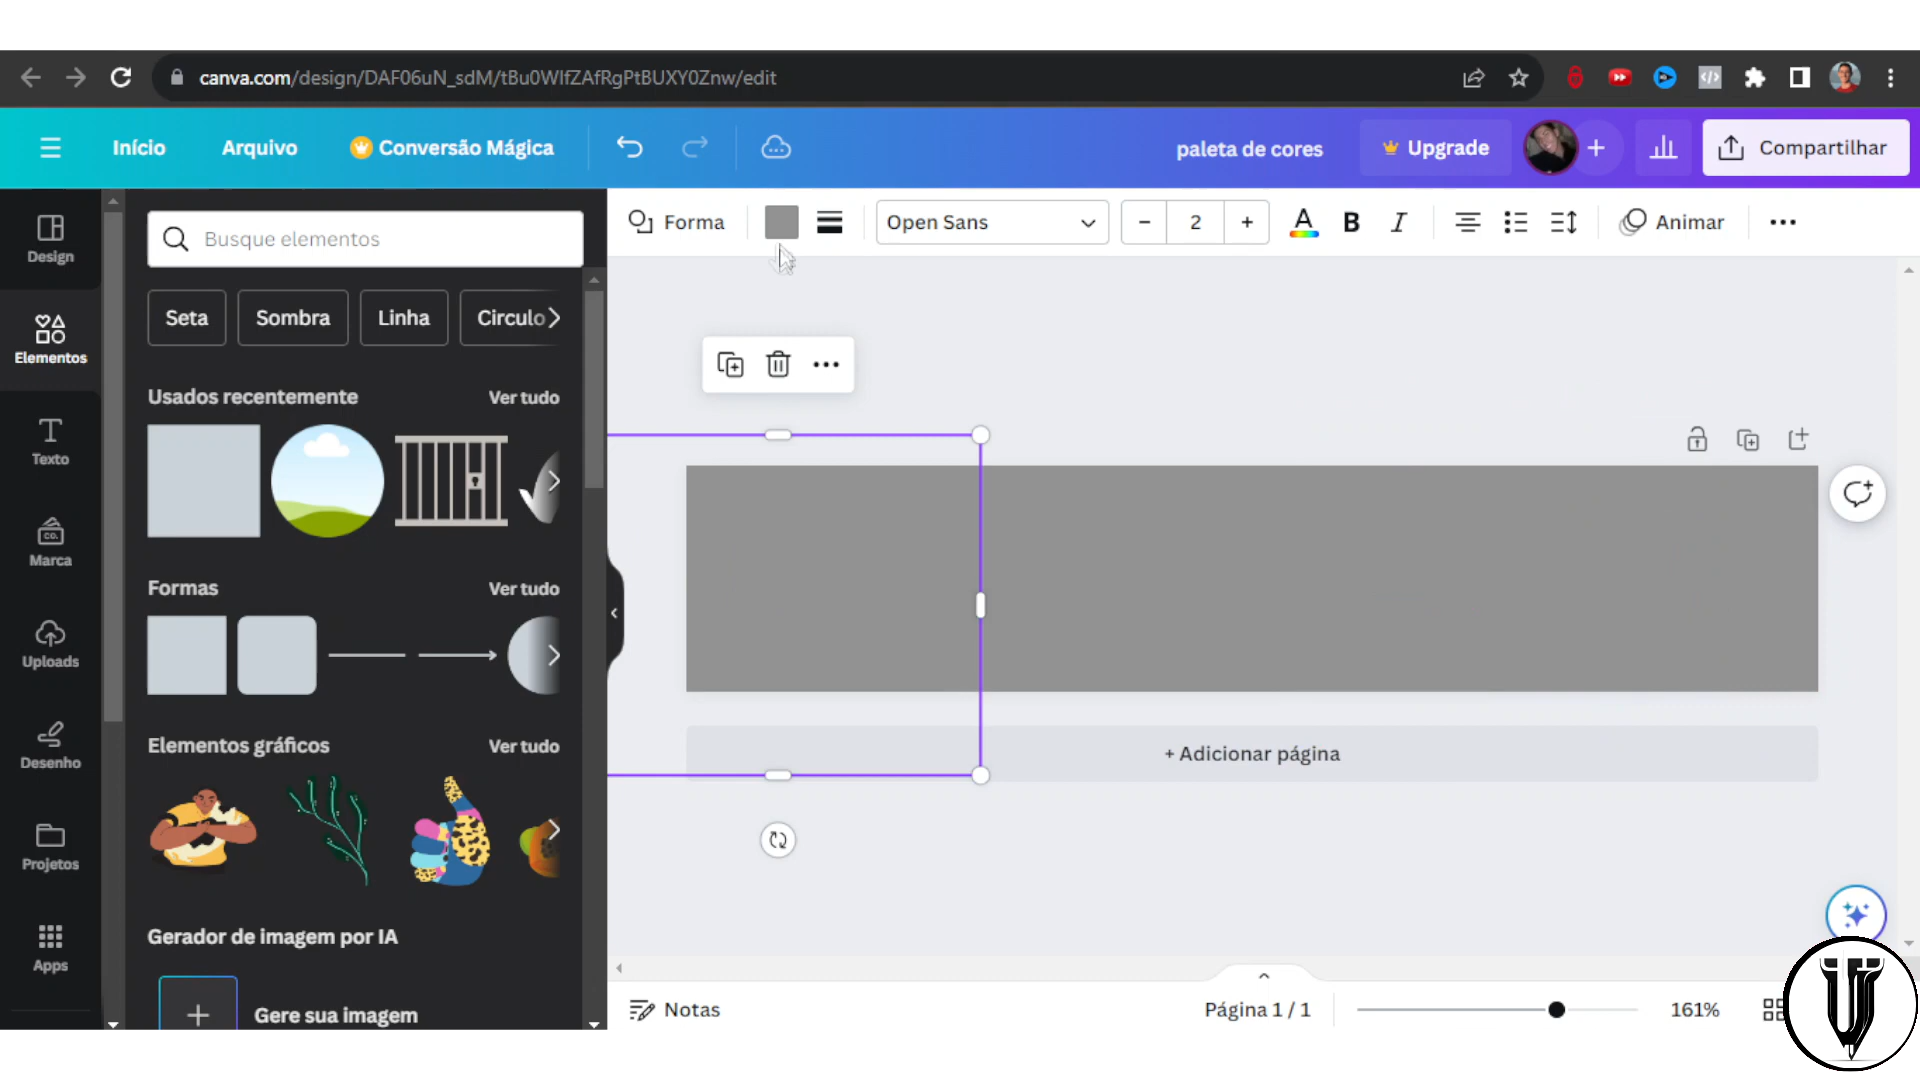 canva.com/design/DAF06uN_sdM/tBu0WlfZAfRgPtBUXY0Znw/edit
Início
Arquivo
Conversão Mágica
paleta de cores
Upgrade
Compartilhar
Design
Elementos
Texto
Marca
CO.
Uploads
Desenho
Projetos
Apps
Busque elementos
Seta
Sombra
Linha
Circulo
Usados recentemente
Ver tudo
Formas
Ver tudo
Elementos gráficos
Ver tudo
Gerador de imagem por IA
Gere sua imagem
Forma
Open Sans
2
A
B
I
Animar
+ Adicionar página
Notas
Página 1 / 1
161%